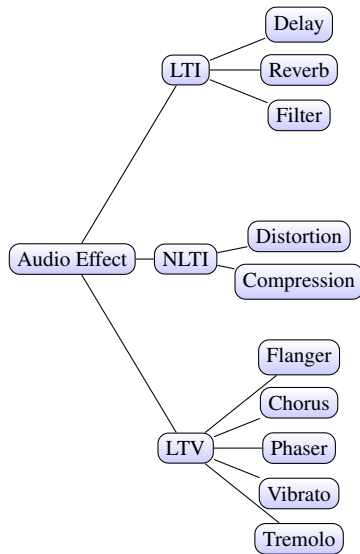 Delay
LTI
Reverb
Filter
Distortion
Audio Effect
NLTI
Compression
Flanger
Chorus
LTV
Phaser
Vibrato
Tremolo